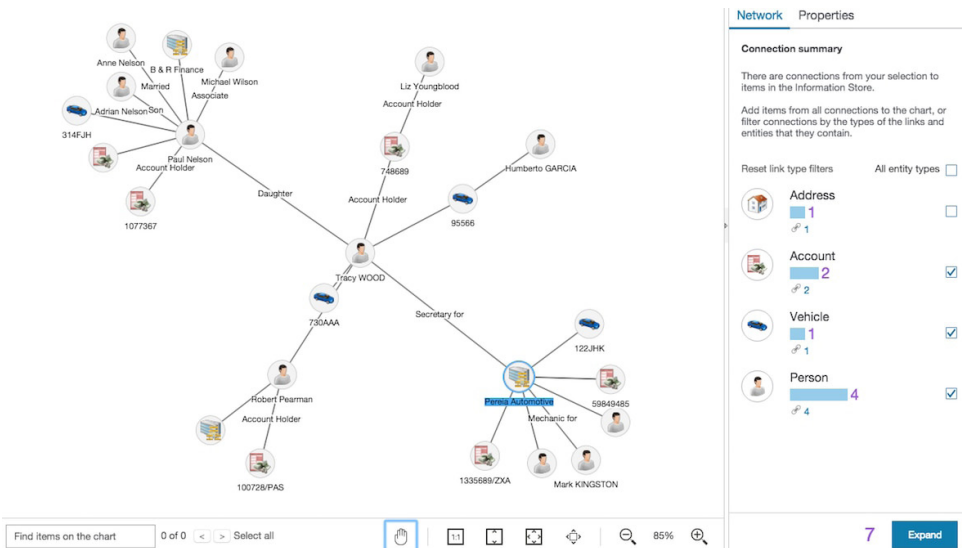 Anne Nelson
B & R Finance
Michael Wilson
Married
Associate
Adrian Nelson
Son
314FJH
Paul Nelson
Account Holder
1077367
Liz Youngblood
Account Holder
748689
Humberto GARCIA
Daughter
Account Holder
95566
Tracy WOOD
730AAA
Secretary for
122JHK
Robert Pearman
Pereia Automotive
59849485
Account Holder
Mechanic for
100728/PAS
1335689/ZXA
Mark KINGSTON
Find items on the chart
0 of 0 < > Select all
1:1
85%
Network Properties
Connection summary
There are connections from your selection to
items in the Information Store.
Add items from all connections to the chart, or
filter connections by the types of the links and
entities that they contain.
Reset link type filters All entity types
Address
1
1
Account
2
2
Vehicle
1
1
Person
4
4
7 Expand